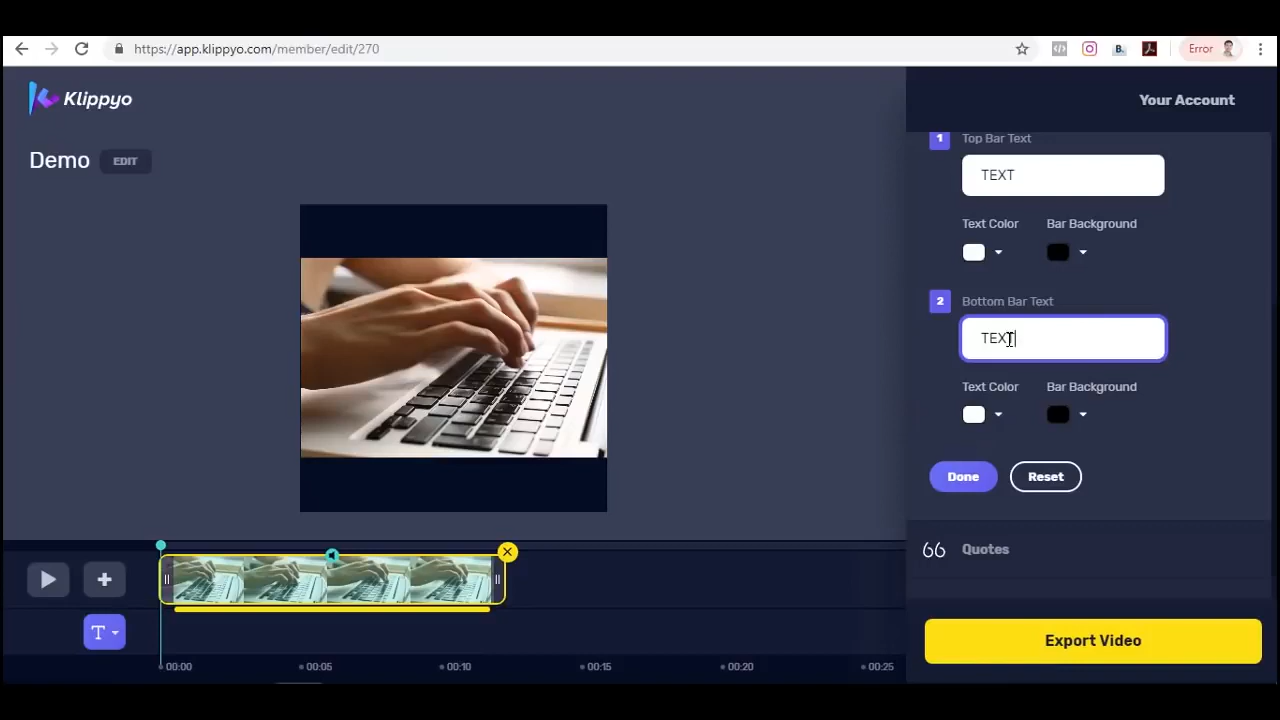 https://app.klippyo.com/member/edit/270
Error
Klippyo
Your Account
Demo
EDIT
1
Top Bar Text
TEXT
Text Color
Bar Background
2
Bottom Bar Text
TEXT
Text Color
Bar Background
Done
Reset
Quotes
Export Video
T
00:00
00:05
00:10
00:15
00:20
00:25